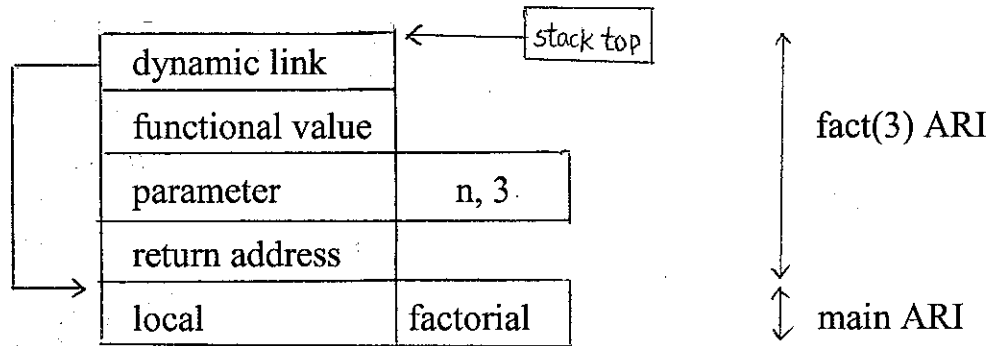 stack top
dynamic link
functional value
fact(3) ARI
parameter
n, 3
return address
local
factorial
main ARI